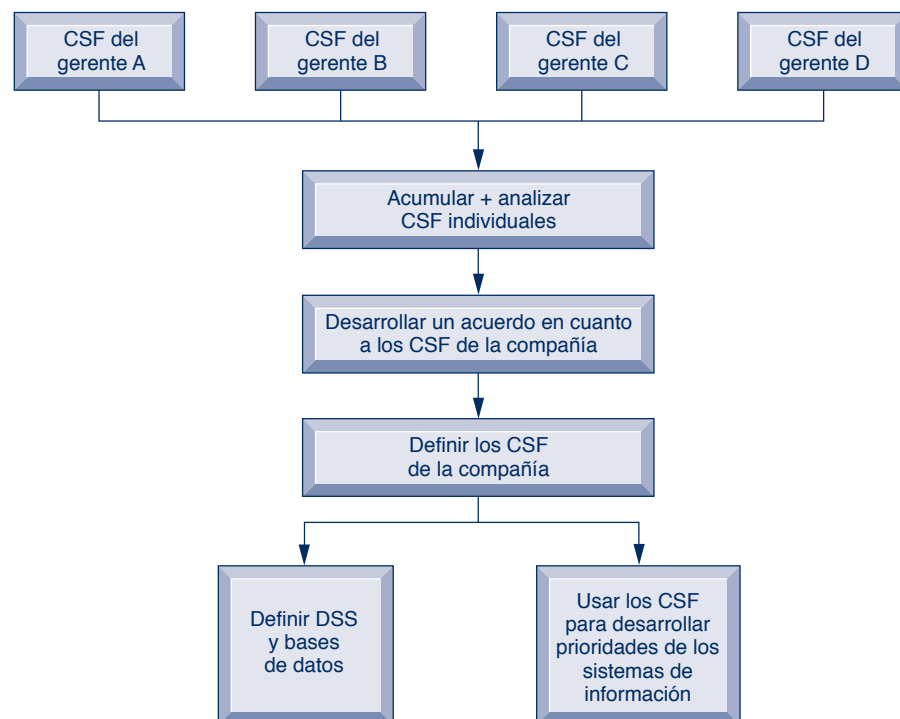 CSF del
gerente A
CSF del
gerente B
CSF del
gerente C
CSF del
gerente D
Acumular + analizar
CSF individuales
Desarrollar un acuerdo en cuanto
a los CSF de la compañía
Definir los CSF
de la compañía
Definir DSS
y bases
de datos
Usar los CSF
para desarrollar
prioridades de los
sistemas de
información